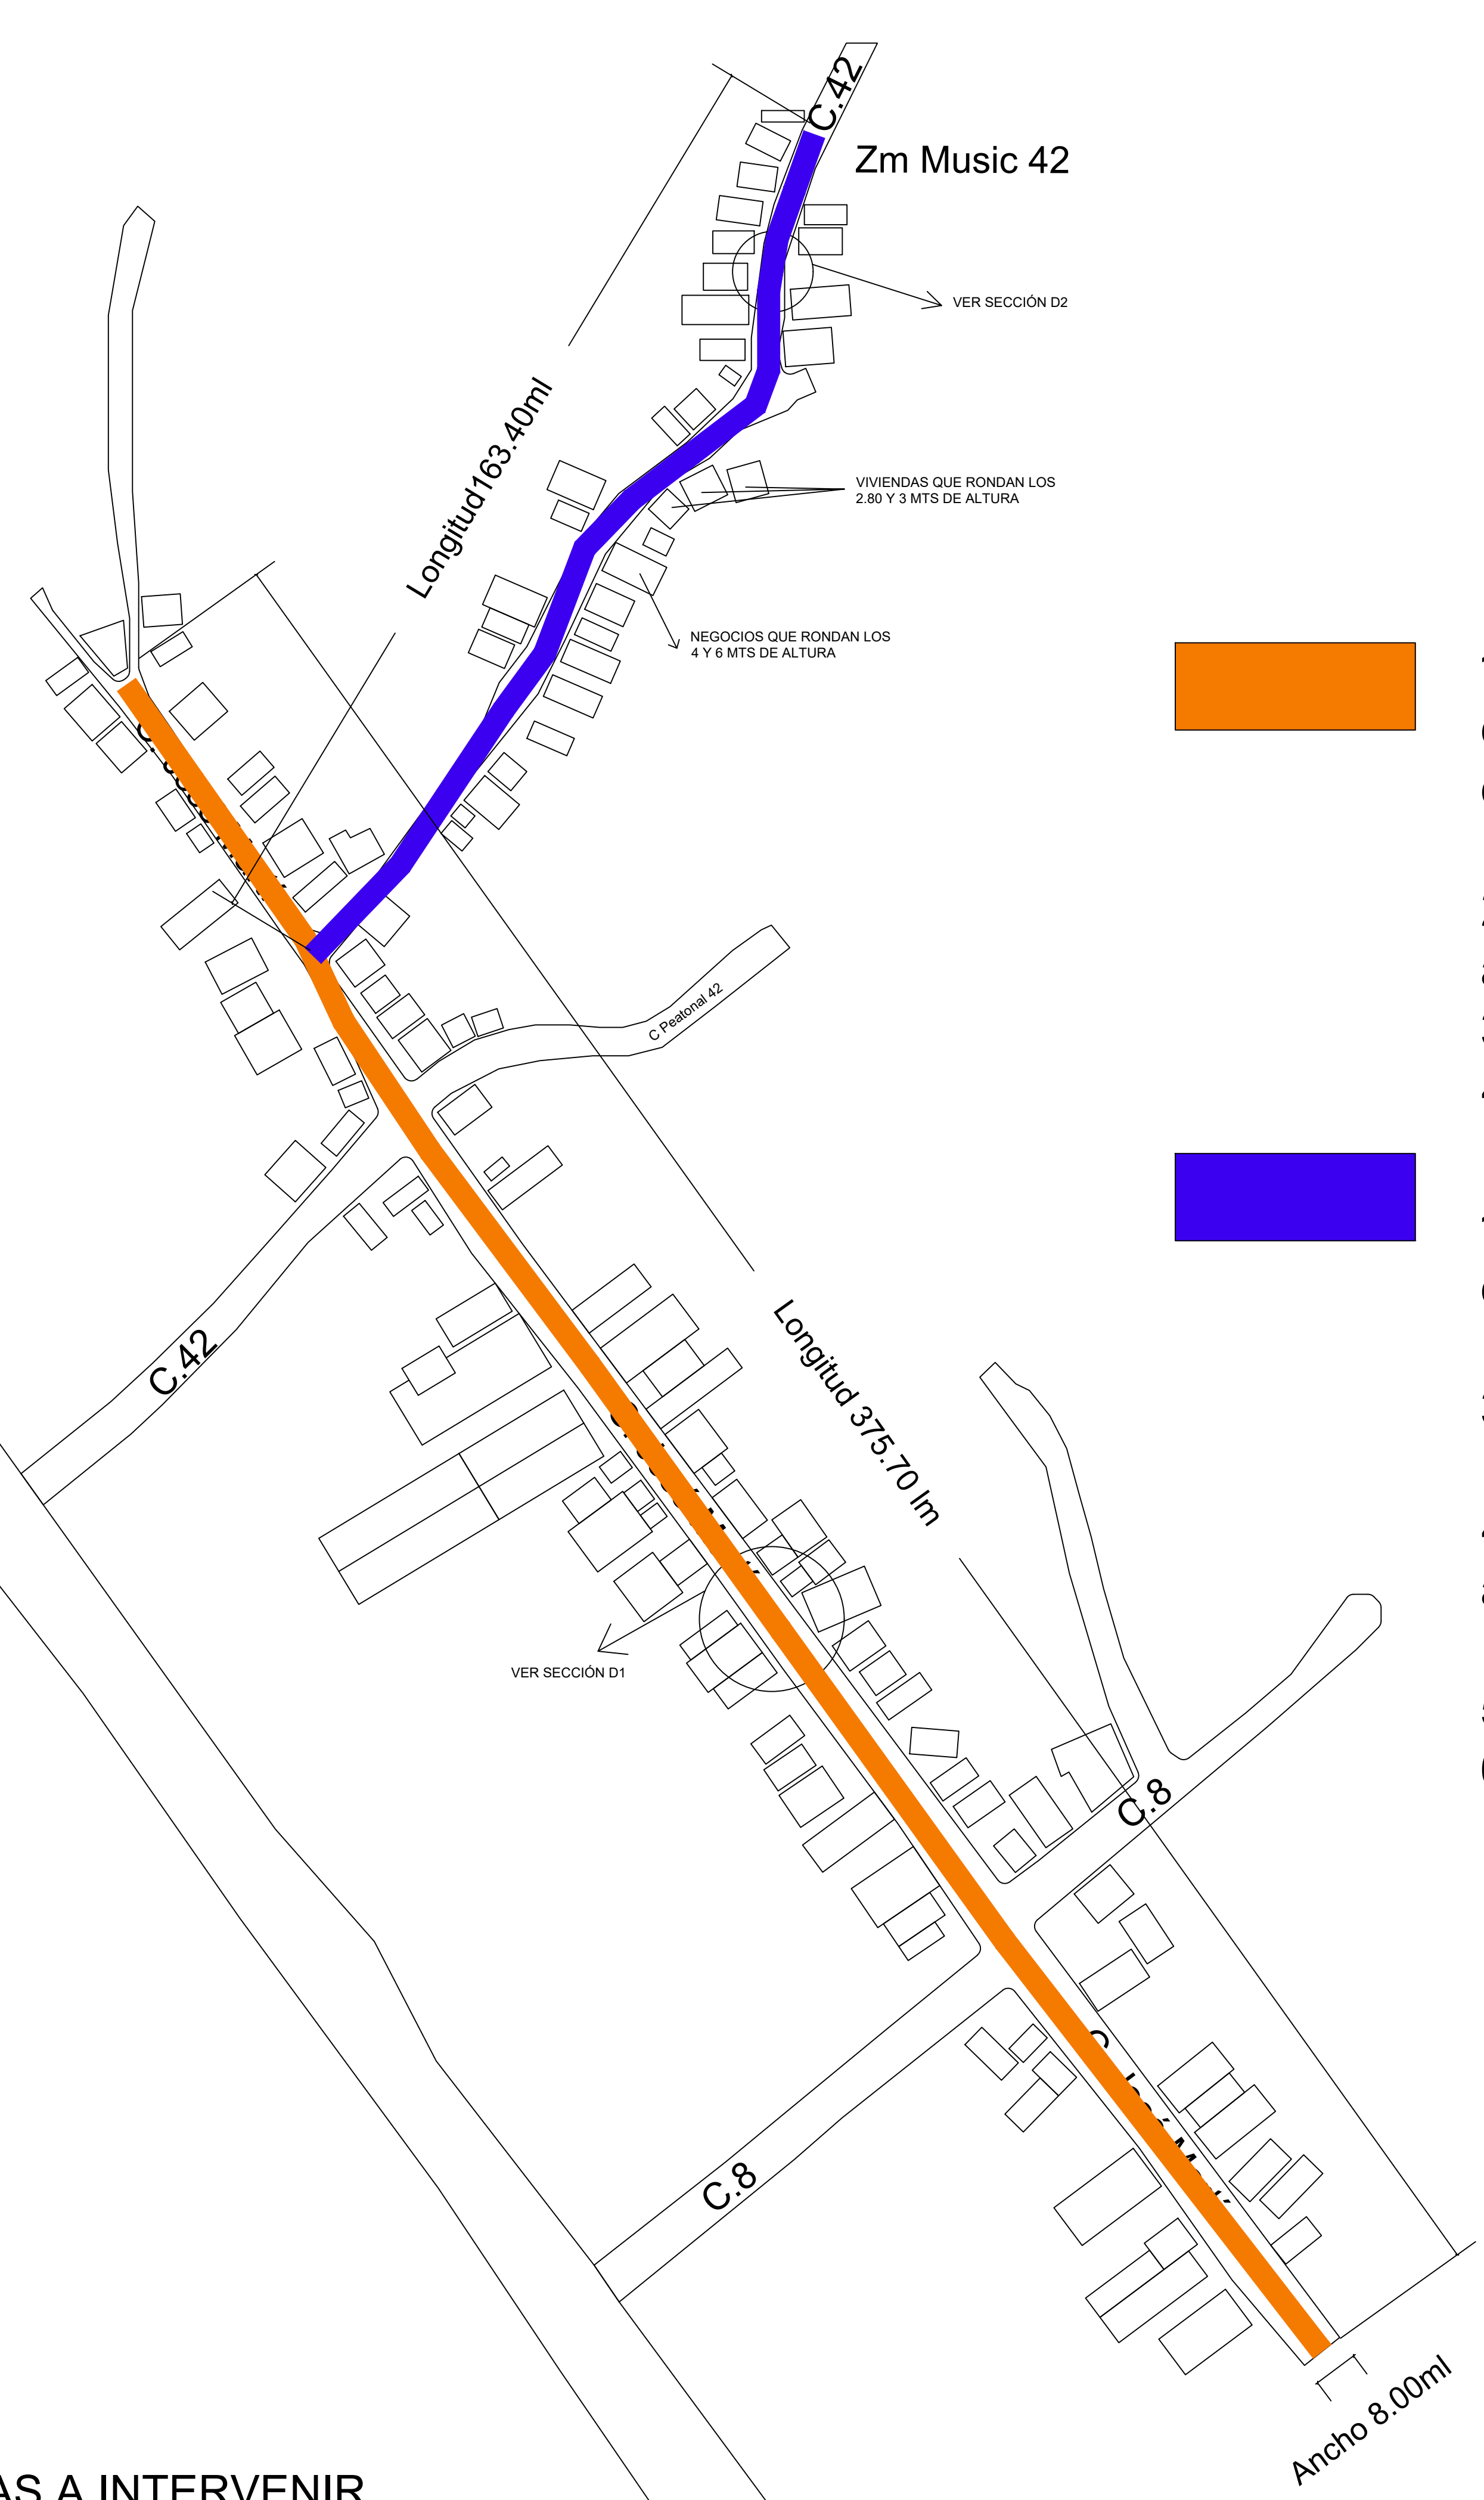 C.42
Zm Music 42
VER SECCIÓN D2
Longitud163.40ml
VIVIENDAS QUE RONDAN LOS
2.80 Y 3 MTS DE ALTURA
NEGOCIOS QUE RONDAN LOS
4 Y 6 MTS DE ALTURA
C Peatonal 42
C.42
Longitud 375.70 lm
VER SECCIÓN D1
C.8
C.8
Ancho 8.00ml
A INTERVENIR